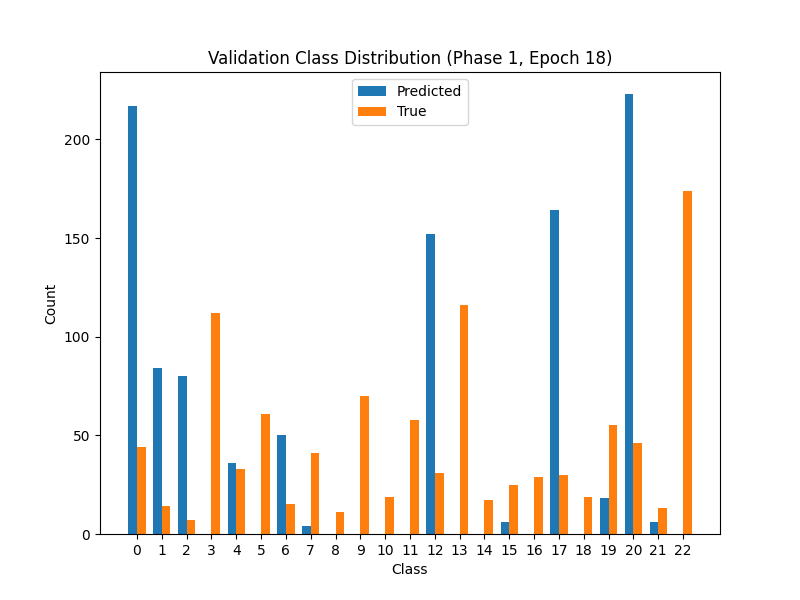 Validation Class Distribution (Phase 1, Epoch 18)
Predicted
True
200
150
100
50
0
Count
0 1 2 3 4 5 6 7 8 9 10 11 12 13 14 15 16 17 18 19 20 21 22
Class